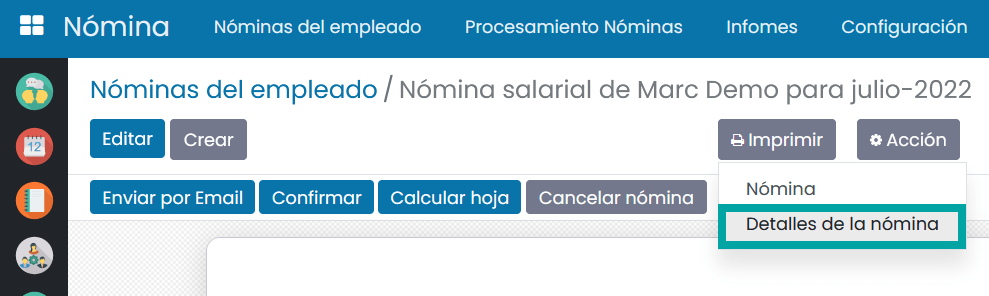 Nómina Nóminas del empleado Procesamiento Nóminas Infomes Configuración
Nóminas del empleado / Nómina salarial de Marc Demo para julio-2022
Editar Crear Imprimir Acción
Nómina
Enviar por Email Confirmar Calcular hoja Cancelar nómina
Detalles de la nómina
12